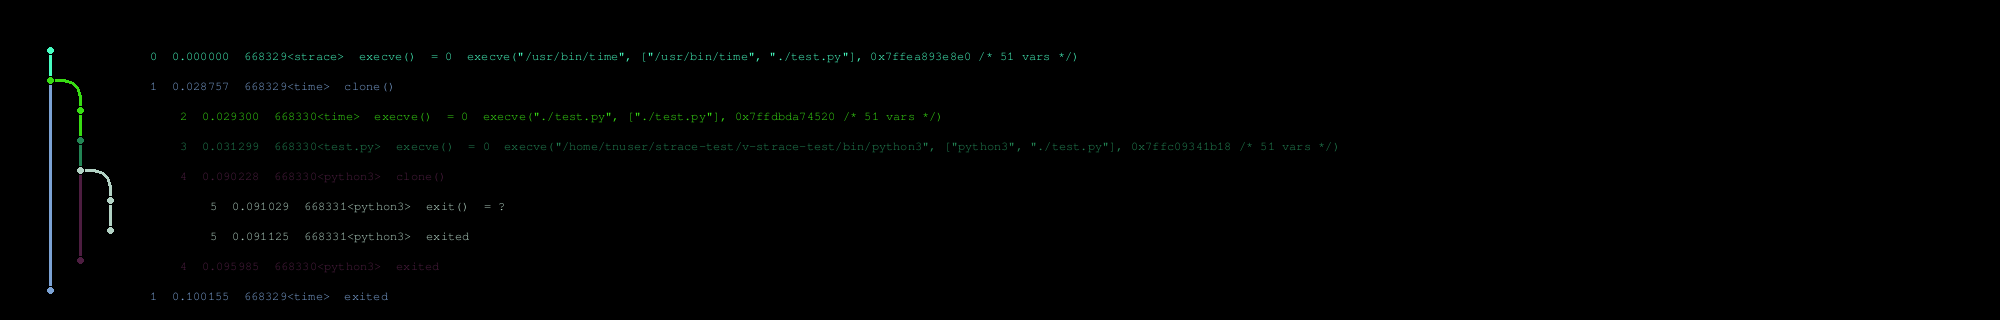 0 0.000000 668329<strace> execve() = 0 execve("/usr/bin/time", ["/usr/bin/time", "./test.py"], 0x7ffea893e8e0 /* 51 vars */)
1 0.028757 668329<time> clone()
2 0.029300 668330<time> execve() = 0 execve("./test.py", ["./test.py"], 0x7ffdbda74520 /* 51 vars */)
3 0.031299 668330<test.py> execve() = 0 execve("/home/tnuser/strace-test/v-strace-test/bin/python3", ["python3", "./test.py"], 0x7ffc09341b18 /* 51 vars */)
4 0.090228 668330<python3> clone()
5 0.091029 668331<python3> exit() = ?
5 0.091125 668331<python3> exited
4 0.095985 668330<python3> exited
1 0.100155 668329<time> exited